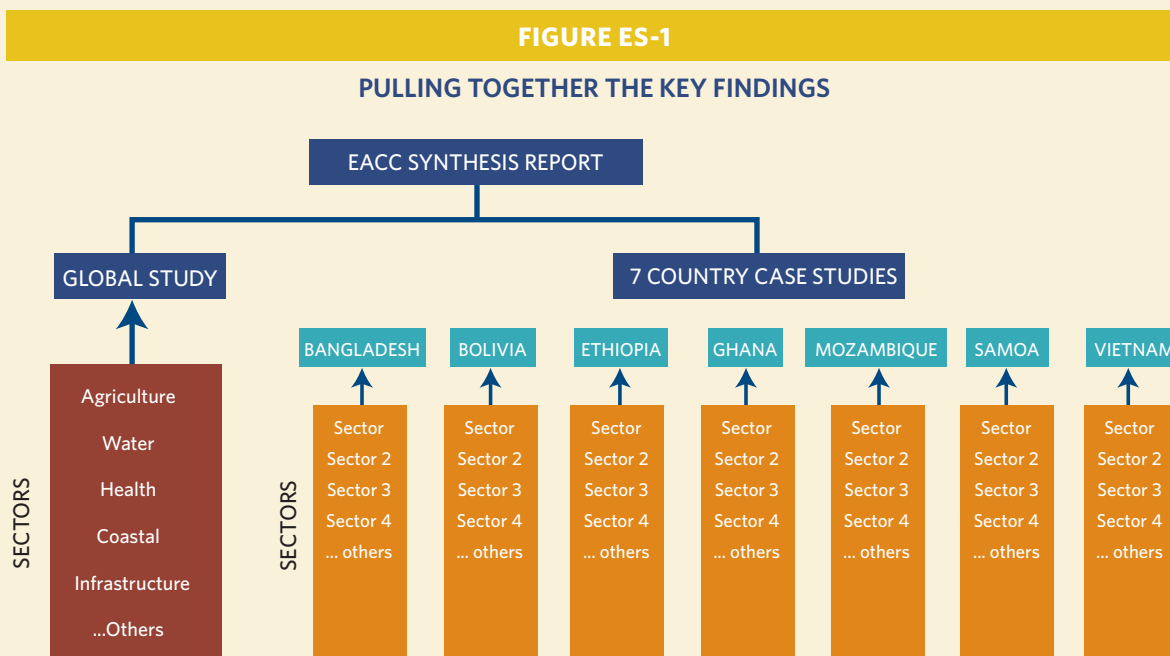 FIGURE ES-1
PULLING TOGETHER THE KEY FINDINGS
EACC SYNTHESIS REPORT
GLOBAL STUDY
7 COUNTRY CASE STUDIES
SECTORS
Agriculture
Water
Health
Coastal
Infrastructure
...Others
SECTORS
BANGLADESH
Sector
Sector 2
Sector 3
Sector 4
... others
BOLIVIA
Sector
Sector 2
Sector 3
Sector 4
... others
ETHIOPIA
Sector
Sector 2
Sector 3
Sector 4
... others
GHANA
Sector
Sector 2
Sector 3
Sector 4
... others
MOZAMBIQUE
Sector
Sector 2
Sector 3
Sector 4
... others
SAMOA
Sector
Sector 2
Sector 3
Sector 4
... others
VIETNAM
Sector
Sector 2
Sector 3
Sector 4
... others